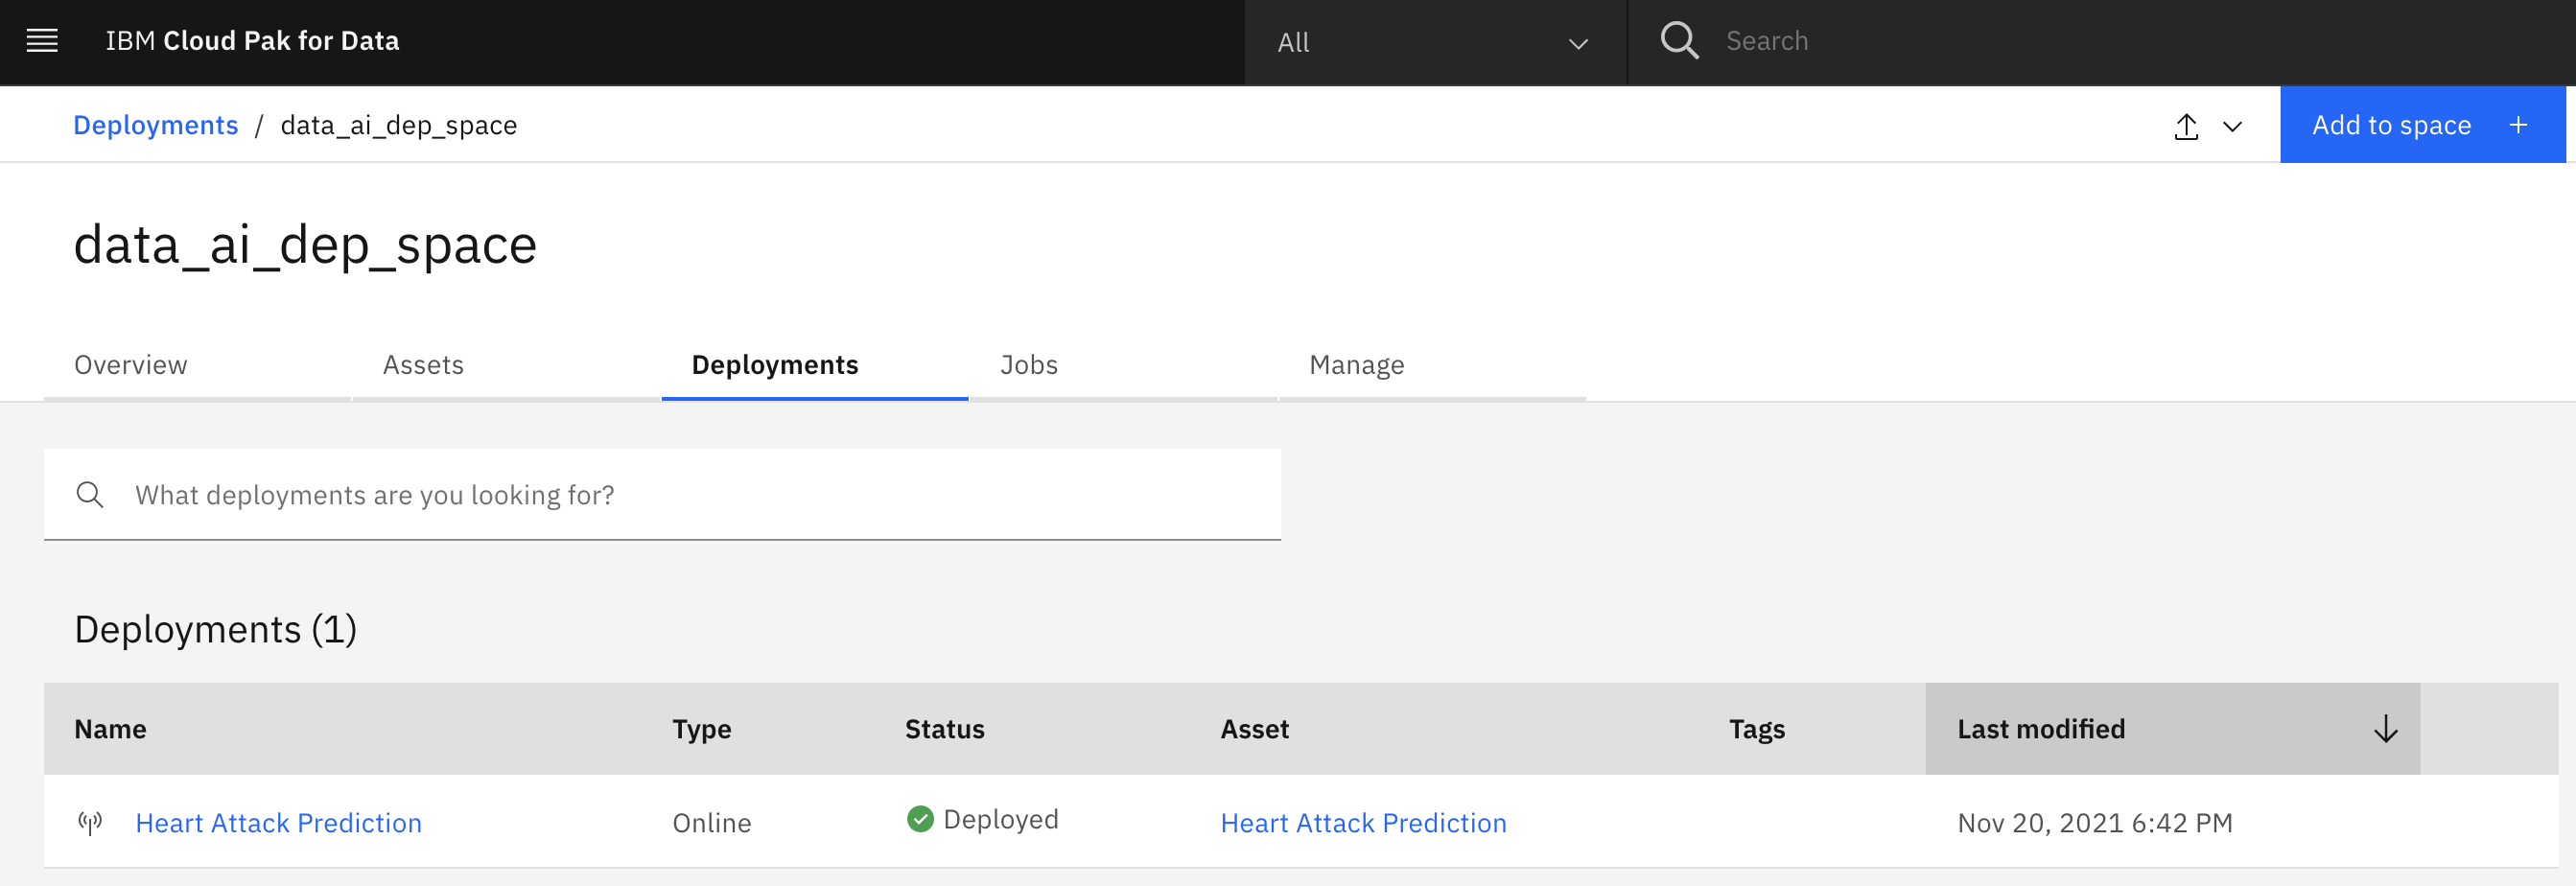 IBM Cloud Pak for Data
All
Search
Deployments / data_ai_dep_space
Add to space +
data_ai_dep_space
Overview Assets Deployments Jobs Manage
What deployments are you looking for?
Deployments (1)
Name Type Status Asset Tags Last modified
Heart Attack Prediction Online Deployed Heart Attack Prediction Nov 20, 2021 6:42 PM